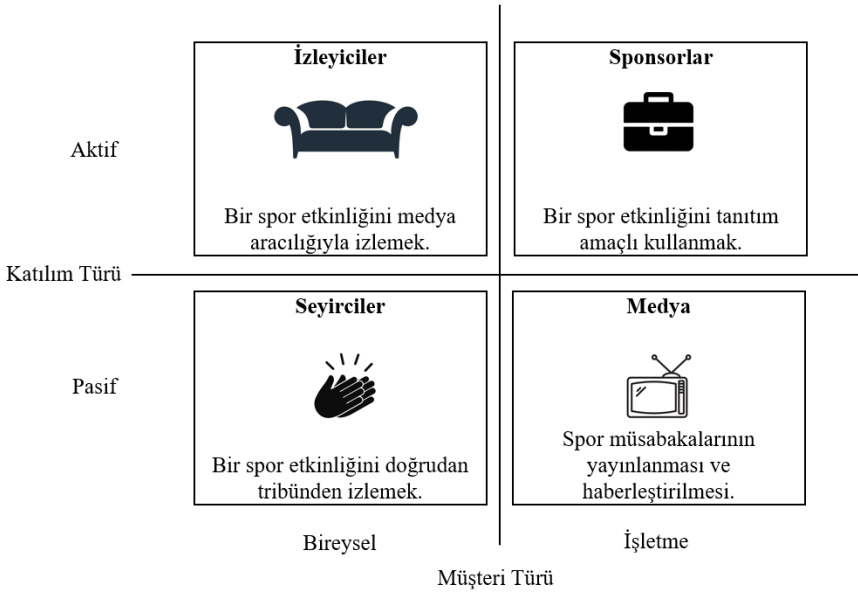 İzleyiciler
Bir spor etkinliğini medya
aracılığıyla izlemek.
Sponsorlar
Bir spor etkinliğini tanıtım
amaçlı kullanmak.
Aktif
Katılım Türü
Seyirciler
Bir spor etkinliğini doğrudan
tribünden izlemek.
Medya
Spor müsabakalarının
yayınlanması ve
haberleştirilmesi.
Pasif
Bireysel
İşletme
Müşteri Türü